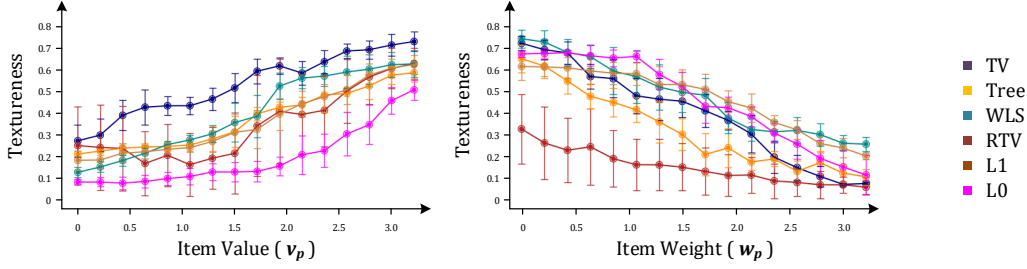 Textureness
0.8
0.7
0.6
0.5
0.4
0.3
0.2
0.1
0
0 0.5 1.0 1.5 2.0 2.5 3.0
Item Value ( vₚ )
Textureness
0.8
0.7
0.6
0.5
0.4
0.3
0.2
0.1
0
0 0.5 1.0 1.5 2.0 2.5 3.0
Item Weight ( wₚ )
TV
Tree
WLS
RTV
L1
L0